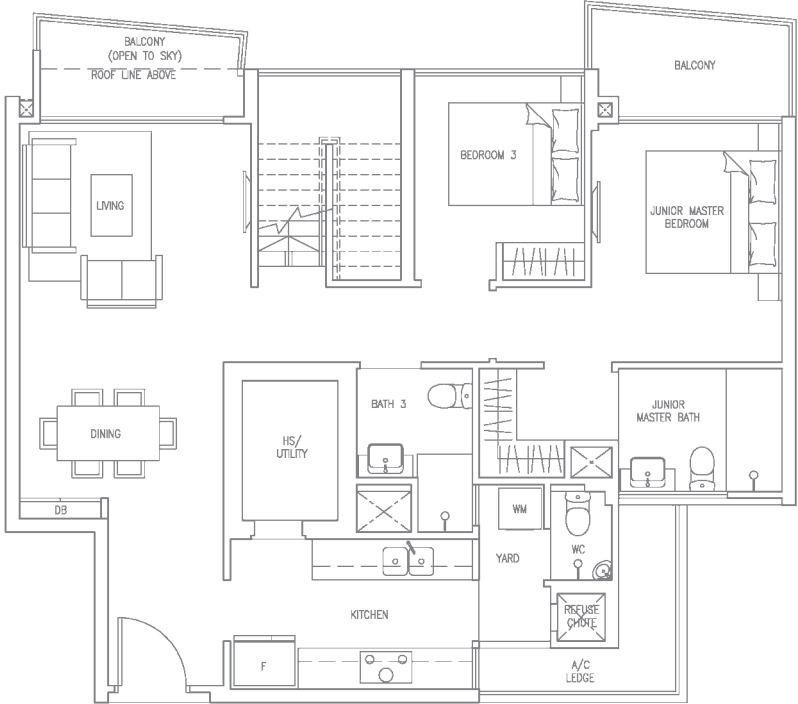 BALCONY
(OPEN TO SKY)
ROOF LINE ABOVE
BALCONY
BEDROOM 3
LIVING
JUNIOR MASTER
BEDROOM
BATH 3
JUNIOR
MASTER BATH
DINING
HS/
UTILITY
DB
WM
WC
YARD
KITCHEN
REFUSE
CHUTE
F
A/C
LEDGE